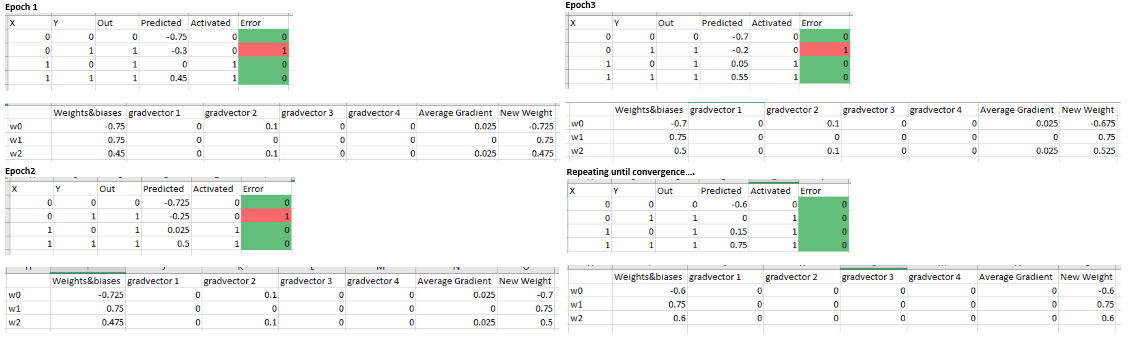 Epoch 1
X Y Out Predicted Activated Error
0 0 0 -0.75 0 0
0 1 1 -0.3 0 1
1 0 1 0 1 0
1 1 1 0.45 1 0
Weights&biases gradvector 1 gradvector 2 gradvector 3 gradvector 4 Average Gradient New Weight
w0 -0.75 0 0.1 0 0 0.025 -0.725
w1 0.75 0 0 0 0 0 0.75
w2 0.45 0 0.1 0 0 0.025 0.475
Epoch2
X Y Out Predicted Activated Error
0 0 0 -0.725 0 0
0 1 1 -0.25 0 1
1 0 1 0.025 1 0
1 1 1 0.5 1 0
Weights&biases gradvector 1 gradvector 2 gradvector 3 gradvector 4 Average Gradient New Weight
w0 -0.725 0 0.1 0 0 0.025 -0.7
w1 0.75 0 0 0 0 0 0.75
w2 0.475 0 0.1 0 0 0.025 0.5
Epoch3
X Y Out Predicted Activated Error
0 0 0 -0.7 0 0
0 1 1 -0.2 0 1
1 0 1 0.05 1 0
1 1 1 0.55 1 0
Weights&biases gradvector 1 gradvector 2 gradvector 3 gradvector 4 Average Gradient New Weight
w0 -0.7 0 0.1 0 0 0.025 -0.675
w1 0.75 0 0 0 0 0 0.75
w2 0.5 0 0.1 0 0 0.025 0.525
Repeating until convergence....
X Y Out Predicted Activated Error
0 0 0 -0.6 0 0
0 1 1 0 1 0
1 0 1 0.15 1 0
1 1 1 0.75 1 0
Weights&biases gradvector 1 gradvector 2 gradvector 3 gradvector 4 Average Gradient New Weight
w0 -0.6 0 0 0 0 0 -0.6
w1 0.75 0 0 0 0 0 0.75
w2 0.6 0 0 0 0 0 0.6